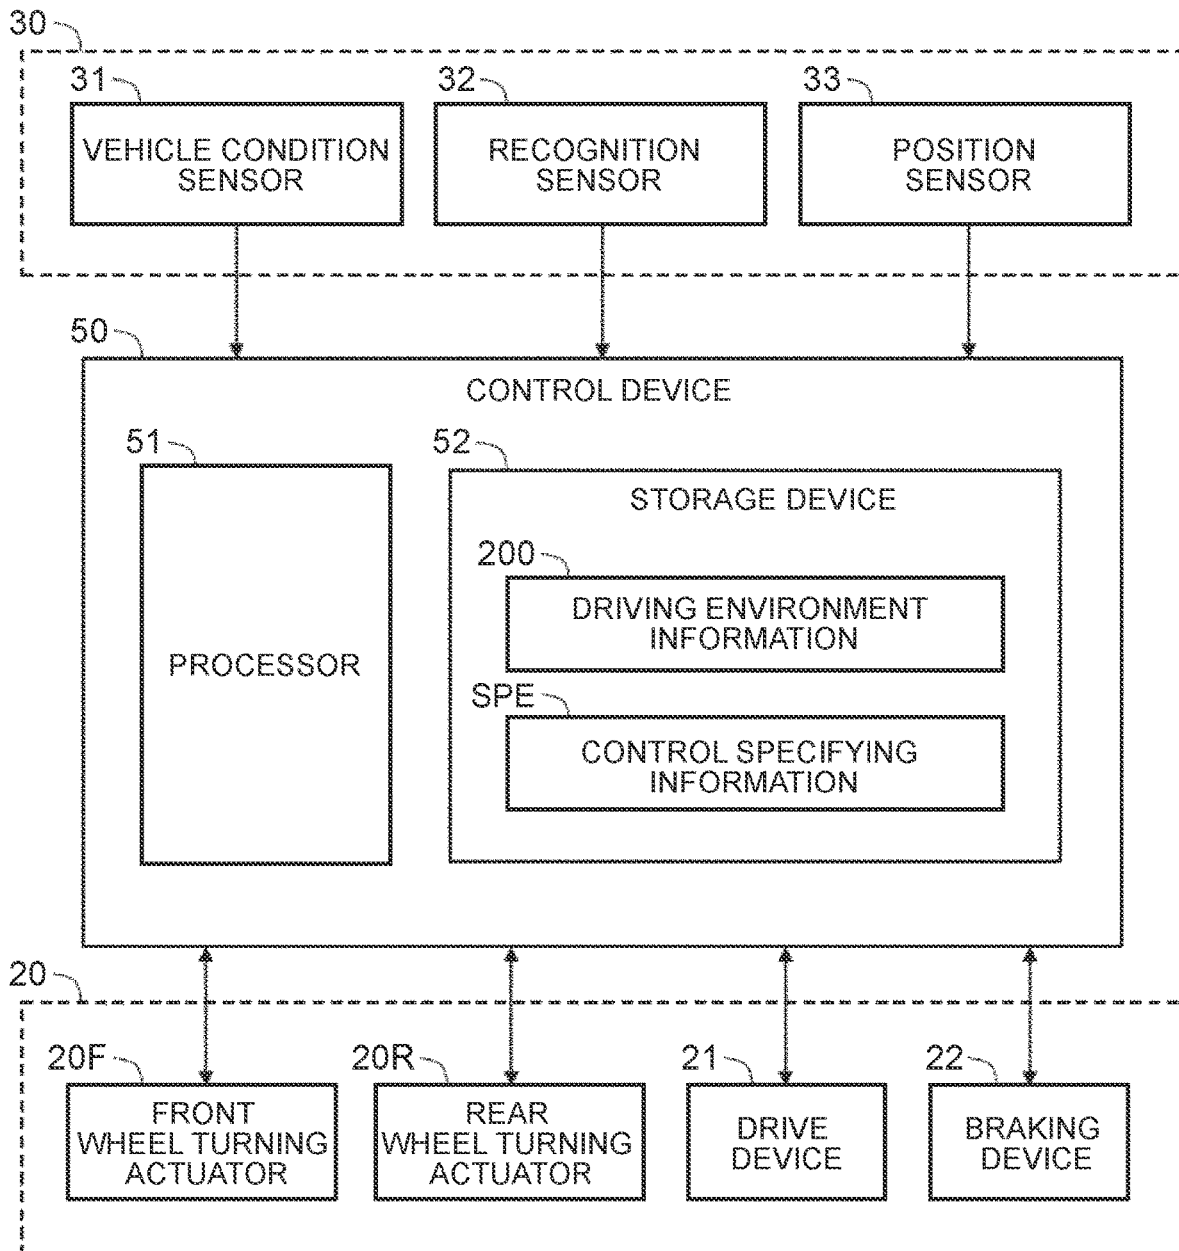 30
31
32
33
VEHICLE CONDITION
SENSOR
RECOGNITION
SENSOR
POSITION
SENSOR
50
CONTROL DEVICE
51
52
PROCESSOR
STORAGE DEVICE
200
DRIVING ENVIRONMENT
INFORMATION
SPE
CONTROL SPECIFYING
INFORMATION
20
20F
20R
21
22
FRONT
WHEEL TURNING
ACTUATOR
REAR
WHEEL TURNING
ACTUATOR
DRIVE
DEVICE
BRAKING
DEVICE